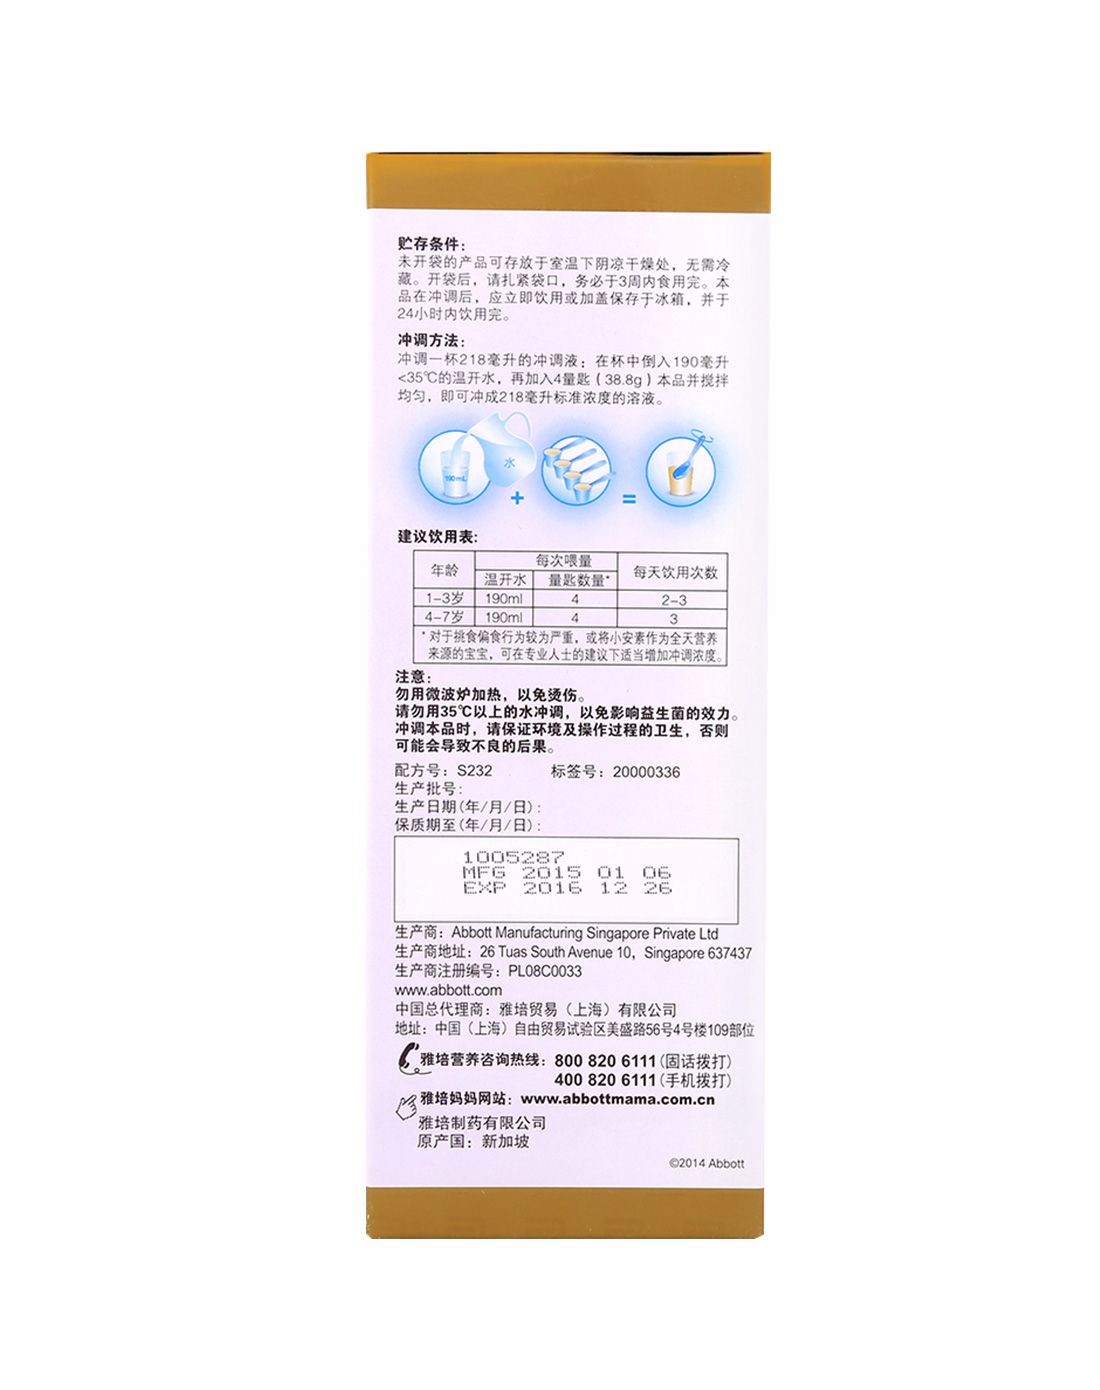 贮存条件：
未开袋的产品可存放于室温下阴凉干燥处，无需冷
藏。开袋后，请扎紧袋口，务必于3周内食用完。本
品在冲调后，应立即饮用或加盖保存于冰箱，并于
24小时内饮用完。
冲调方法：
冲调一杯218毫升的冲调液：在杯中倒入190毫升
<35℃的温开水，再加入4量匙（38.8g）本品并搅拌
均匀，即可冲成218毫升标准浓度的溶液。
190mL 水
+ =
建议饮用表:
年龄 每次喂量 每天饮用次数
温开水 量匙数量*
1-3岁 190ml 4 2-3
4-7岁 190ml 4 3
* 对于挑食偏食行为较为严重，或将小安素作为全天营养
来源的宝宝，可在专业人士的建议下适当增加冲调浓度。
注意:
勿用微波炉加热，以免烫伤。
请勿用35℃以上的水冲调，以免影响益生菌的效力。
冲调本品时，请保证环境及操作过程的卫生，否则
可能会导致不良的后果。
配方号：S232 标签号：20000336
生产批号:
生产日期(年/月/日):
保质期至(年/月/日):
1005287
MFG 2015 01 06
EXP 2016 12 26
生产商：Abbott Manufacturing Singapore Private Ltd
生产商地址：26 Tuas South Avenue 10，Singapore 637437
生产商注册编号：PL08C0033
www.abbott.com
中国总代理商：雅培贸易（上海）有限公司
地址：中国（上海）自由贸易试验区美盛路56号4号楼109部位
雅培营养咨询热线：800 820 6111(固话拨打)
400 820 6111(手机拨打)
雅培妈妈网站：www.abbottmama.com.cn
雅培制药有限公司
原产国：新加坡
©2014 Abbott